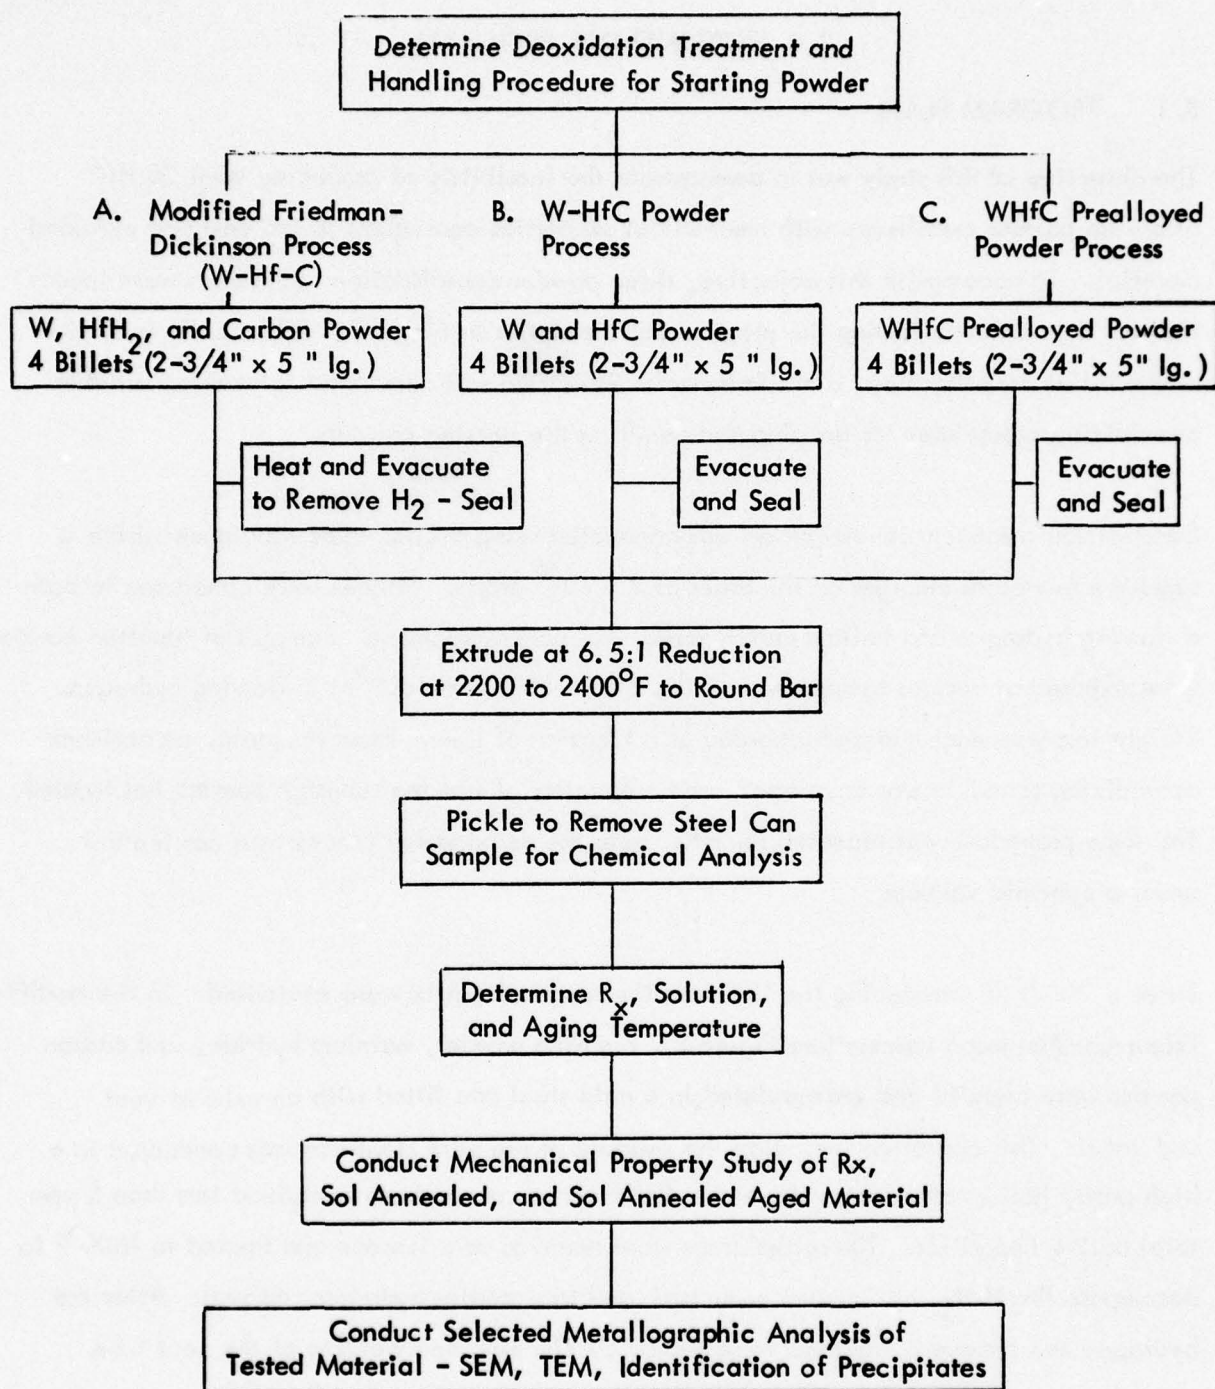 Determine Deoxidation Treatment and
Handling Procedure for Starting Powder
A. Modified Friedman-
Dickinson Process
(W-Hf-C)
B. W-HfC Powder
Process
C. WHfC Prealloyed
Powder Process
W, HfH2, and Carbon Powder
4 Billets (2-3/4" x 5 " lg.)
W and HfC Powder
4 Billets (2-3/4" x 5" lg.)
WHfC Prealloyed Powder
4 Billets (2-3/4" x 5" lg.)
Heat and Evacuate
to Remove H2 - Seal
Evacuate
and Seal
Evacuate
and Seal
Extrude at 6.5:1 Reduction
at 2200 to 2400°F to Round Bar
Pickle to Remove Steel Can
Sample for Chemical Analysis
Determine Rx, Solution,
and Aging Temperature
Conduct Mechanical Property Study of Rx,
Sol Annealed, and Sol Annealed Aged Material
Conduct Selected Metallographic Analysis of
Tested Material - SEM, TEM, Identification of Precipitates